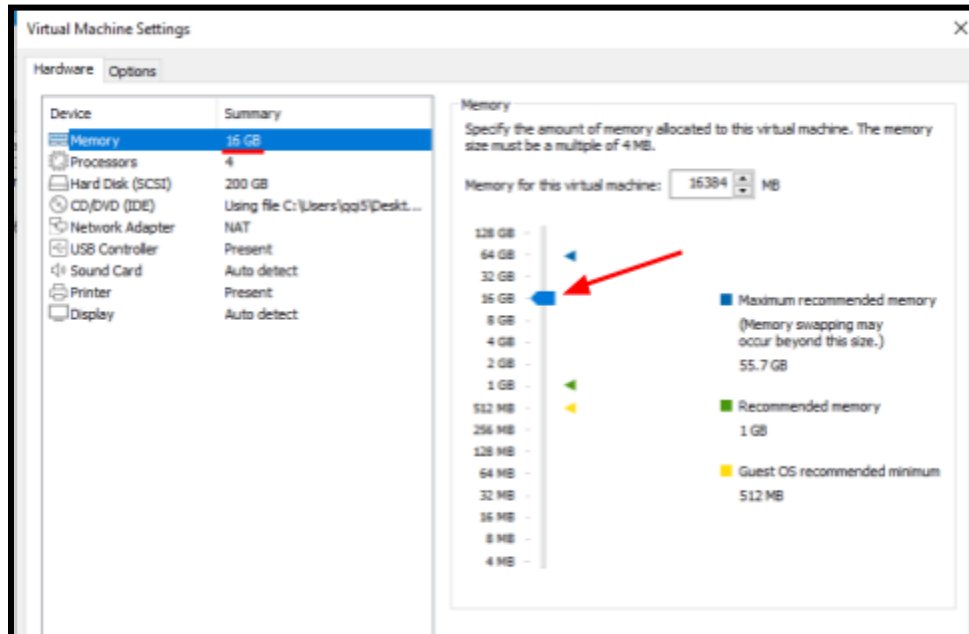 Virtual Machine Settings
Hardware Options
Device Summary
Memory 16 GB
Processors 4
Hard Disk (SCSI) 200 GB
CD/DVD (IDE) Using file C:\Users\qqi5\Deskt...
Network Adapter NAT
USB Controller Present
Sound Card Auto detect
Printer Present
Display Auto detect
Memory
Specify the amount of memory allocated to this virtual machine. The memory
size must be a multiple of 4 MB.
Memory for this virtual machine: 16384 MB
128 GB
64 GB
32 GB
16 GB
8 GB
4 GB
2 GB
1 GB
512 MB
256 MB
128 MB
64 MB
32 MB
16 MB
8 MB
4 MB
Maximum recommended memory
(Memory swapping may
occur beyond this size.)
55.7 GB
Recommended memory
1 GB
Guest OS recommended minimum
512 MB